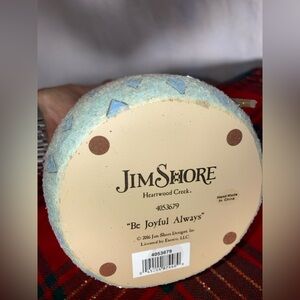 JIM SHORE
Heartwood Creek
4053679
"Be Joyful Always"
© 2016 Jim Shore Designs, Inc
Licensed by Enesco, LLC
Hand Made
in China
4053679